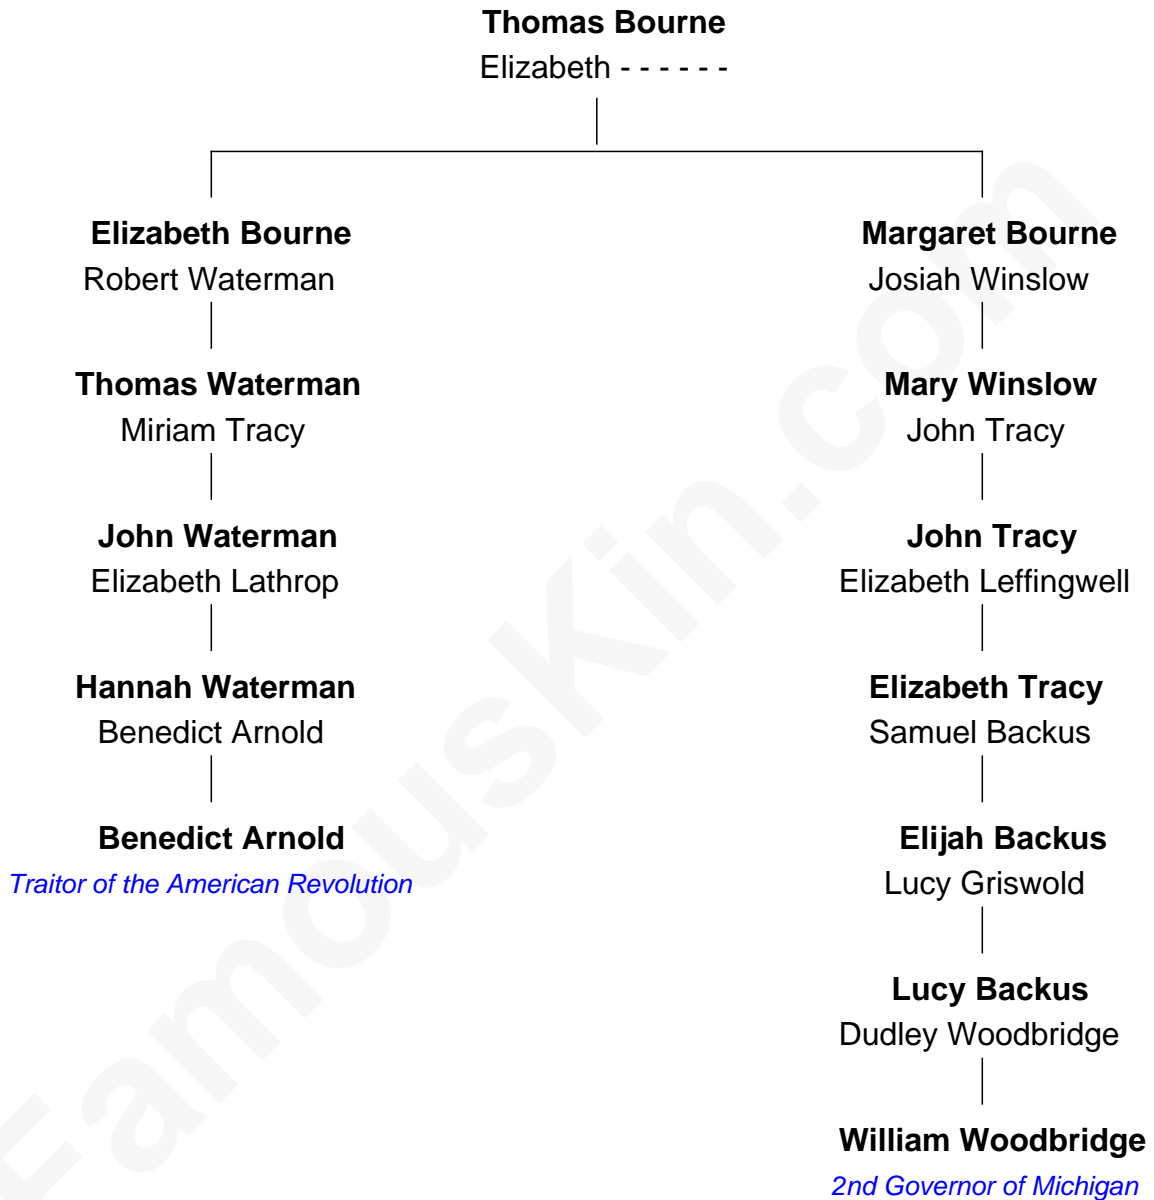 Thomas Bourne
Elizabeth - - - - - -
Elizabeth Bourne
Robert Waterman
Margaret Bourne
Josiah Winslow
Thomas Waterman
Miriam Tracy
Mary Winslow
John Tracy
John Waterman
Elizabeth Lathrop
John Tracy
Elizabeth Leffingwell
Hannah Waterman
Benedict Arnold
Elizabeth Tracy
Samuel Backus
Benedict Arnold
Traitor of the American Revolution
Elijah Backus
Lucy Griswold
Lucy Backus
Dudley Woodbridge
William Woodbridge
2nd Governor of Michigan
FamousKin.com